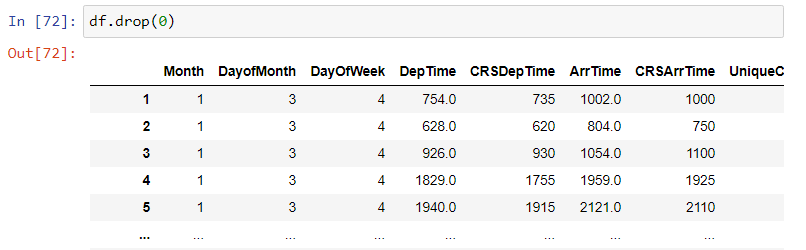 In [72]: df.drop(0)
Out[72]:
Month DayofMonth DayOfWeek DepTime CRSDepTime ArrTime CRSArrTime UniqueC
1 1 3 4 754.0 735 1002.0 1000
2 1 3 4 628.0 620 804.0 750
3 1 3 4 926.0 930 1054.0 1100
4 1 3 4 1829.0 1755 1959.0 1925
5 1 3 4 1940.0 1915 2121.0 2110
... ... ... ... ... ... ... ...